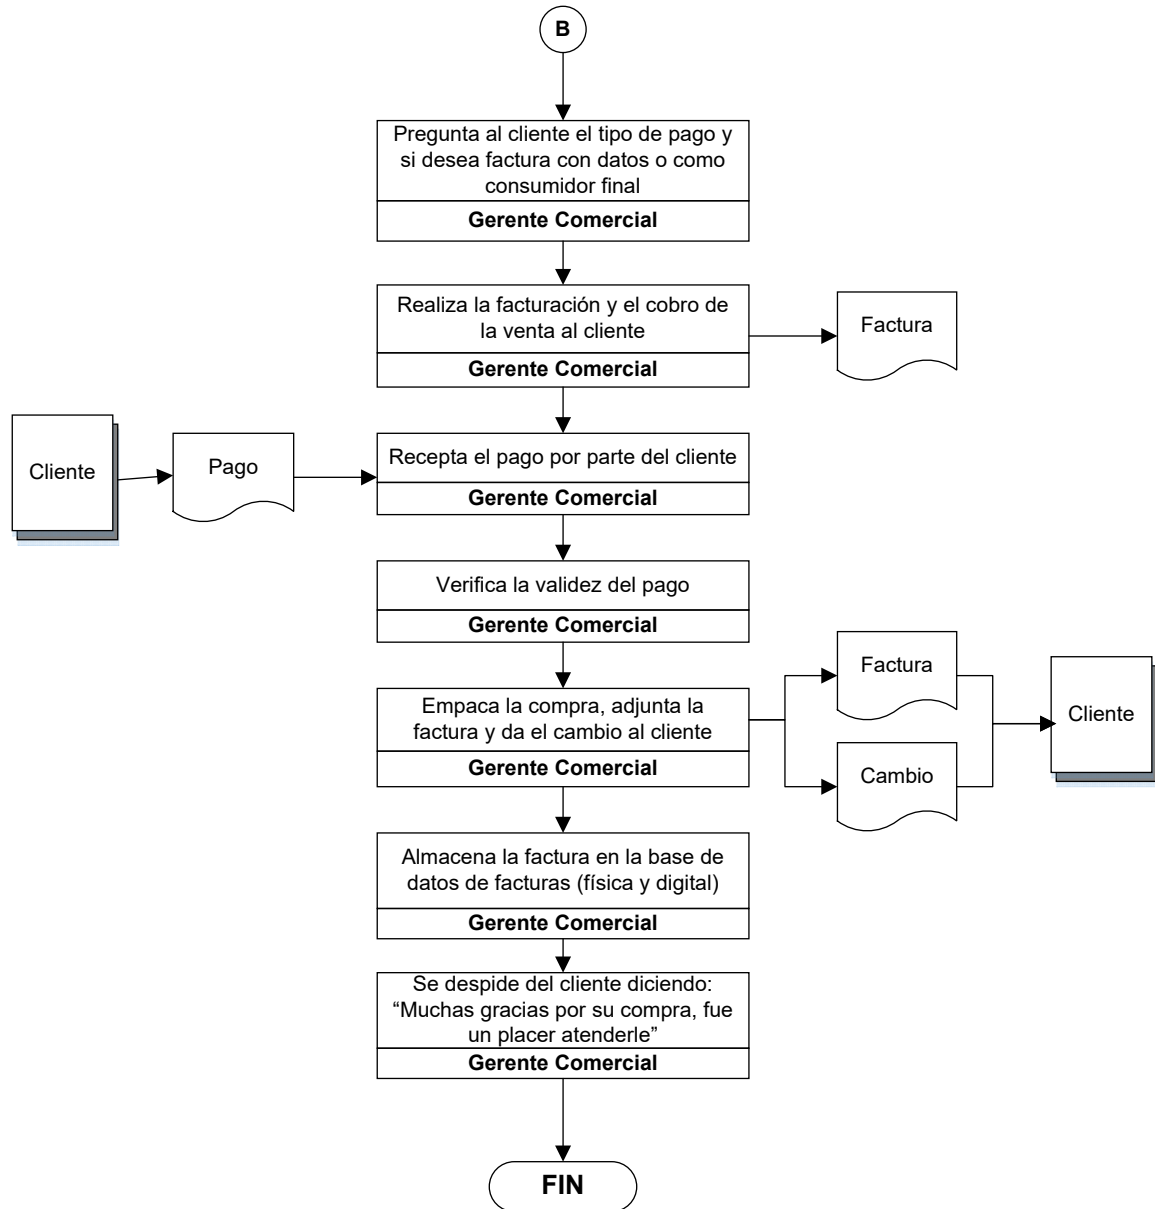 B
Pregunta al cliente el tipo de pago y
si desea factura con datos o como
consumidor final
Gerente Comercial
Realiza la facturación y el cobro de
la venta al cliente
Gerente Comercial
Factura
Cliente
Pago
Recepta el pago por parte del cliente
Gerente Comercial
Verifica la validez del pago
Gerente Comercial
Empaca la compra, adjunta la
factura y da el cambio al cliente
Gerente Comercial
Factura
Cambio
Cliente
Almacena la factura en la base de
datos de facturas (física y digital)
Gerente Comercial
Se despide del cliente diciendo:
“Muchas gracias por su compra, fue
un placer atenderle”
Gerente Comercial
FIN